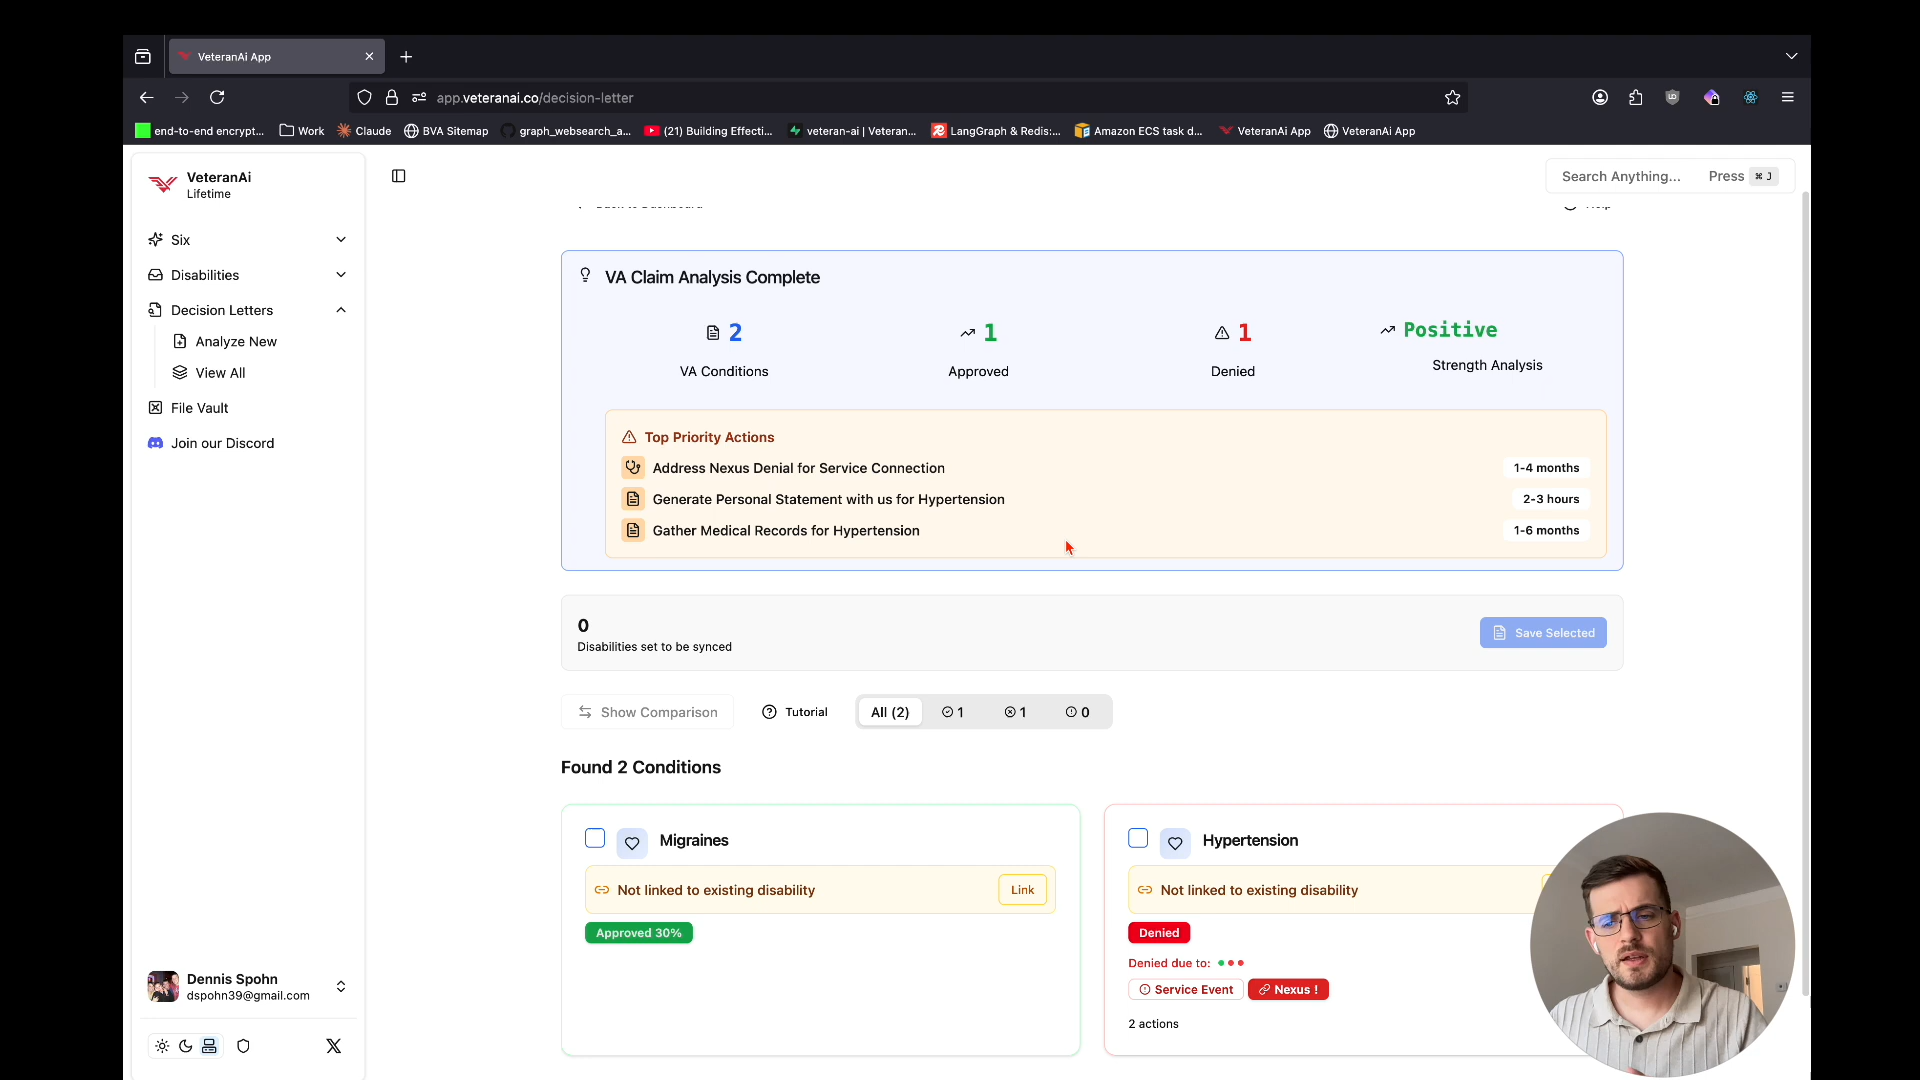 VeteranAi App
app.veteranai.co/decision-letter
end-to-end encrypt...
Work
Claude
BVA Sitemap
graph_websearch_a...
(21) Building Effecti...
veteran-ai | Veteran...
LangGraph & Redis:...
Amazon ECS task d...
VeteranAi App
VeteranAi App
VeteranAi
Lifetime
Search Anything...
Press ⌘ J
Six
Disabilities
Decision Letters
Analyze New
View All
File Vault
Join our Discord
VA Claim Analysis Complete
2
VA Conditions
1
Approved
1
Denied
Positive
Strength Analysis
Top Priority Actions
Address Nexus Denial for Service Connection
1-4 months
Generate Personal Statement with us for Hypertension
2-3 hours
Gather Medical Records for Hypertension
1-6 months
0
Disabilities set to be synced
Save Selected
Show Comparison
Tutorial
All (2)
1
1
0
Found 2 Conditions
Migraines
Not linked to existing disability
Link
Approved 30%
Hypertension
Not linked to existing disability
Denied
Denied due to:
Service Event
Nexus !
2 actions
Dennis Spohn
dspohn39@gmail.com